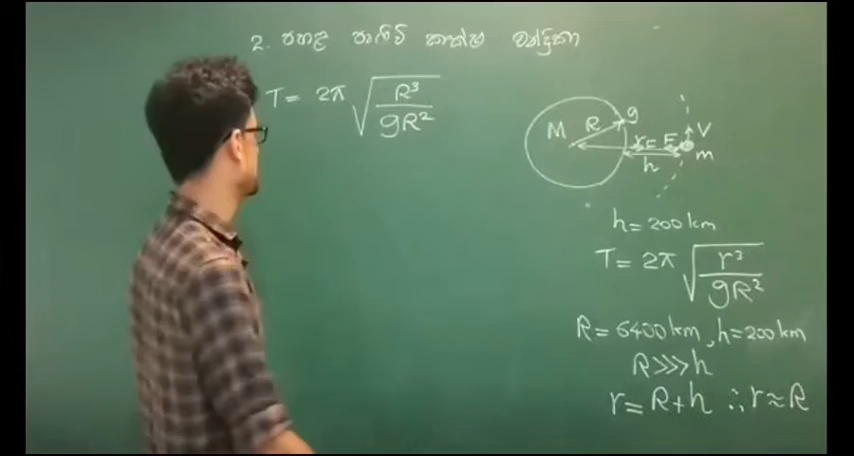 2. පහළ පෘථිවි කක්ෂ චන්ද්‍රිකා
T = 2π √(R³/gR²)
M R g
r = F V
m
h
h = 200 km
T = 2π √(r³/gR²)
R = 6400 km, h = 200 km
R >>> h
r = R + h ∴ r ≈ R